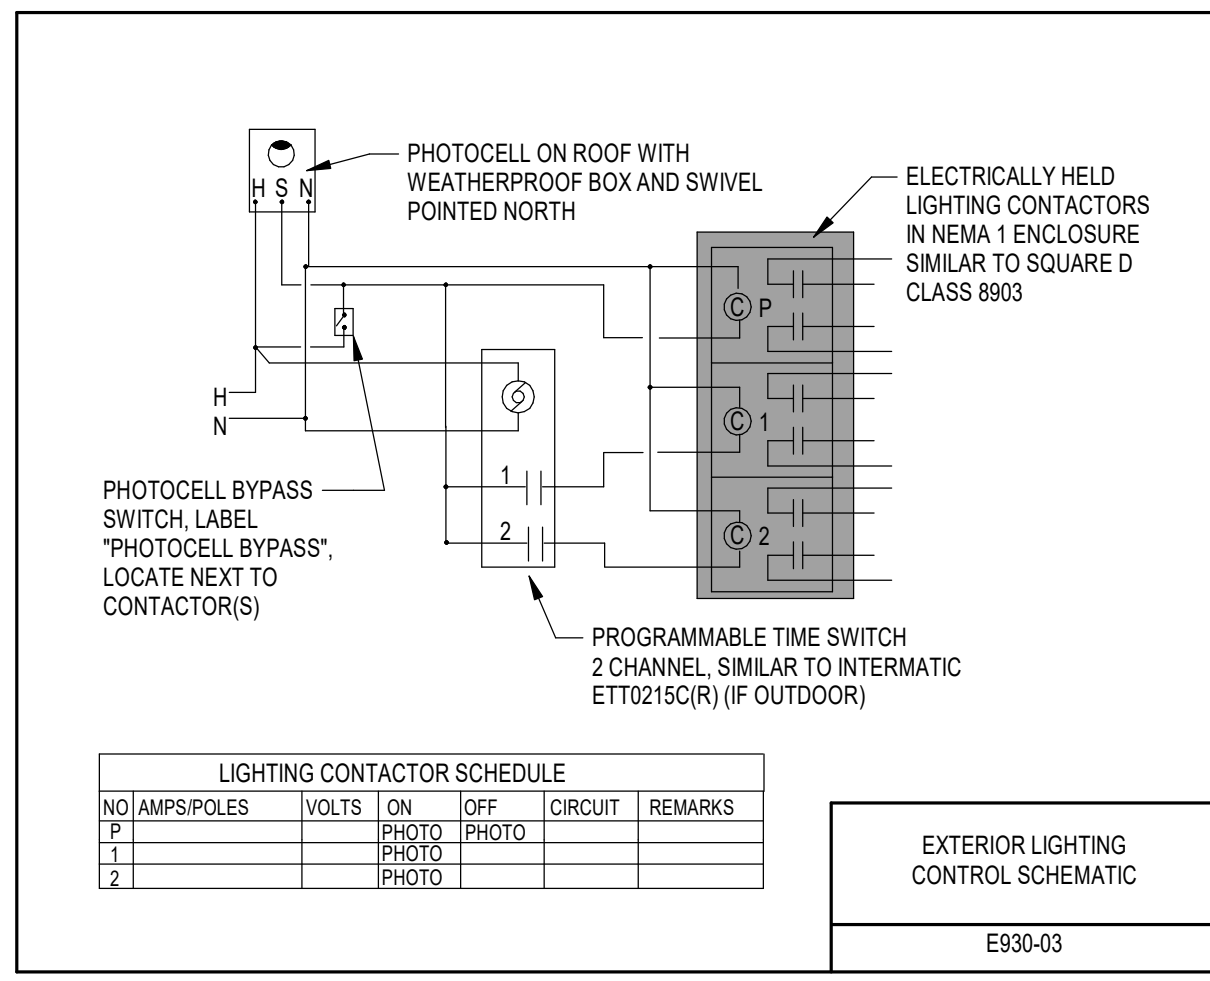 PHOTOCELL ON ROOF WITH
WEATHERPROOF BOX AND SWIVEL
POINTED NORTH
H S N
ELECTRICALLY HELD
LIGHTING CONTACTORS
IN NEMA 1 ENCLOSURE
SIMILAR TO SQUARE D
CLASS 8903
C P
H
N
C 1
1
2
C 2
PHOTOCELL BYPASS
SWITCH, LABEL
"PHOTOCELL BYPASS",
LOCATE NEXT TO
CONTACTOR(S)
PROGRAMMABLE TIME SWITCH
2 CHANNEL, SIMILAR TO INTERMATIC
ETT0215C(R) (IF OUTDOOR)
LIGHTING CONTACTOR SCHEDULE
NO AMPS/POLES VOLTS ON OFF CIRCUIT REMARKS
P PHOTO PHOTO
1 PHOTO
2 PHOTO
EXTERIOR LIGHTING
CONTROL SCHEMATIC
E930-03